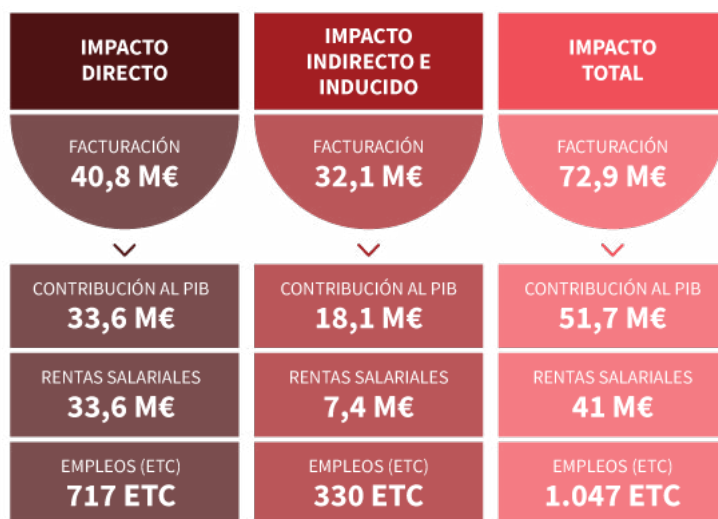 IMPACTO
DIRECTO
FACTURACIÓN
40,8 M€
CONTRIBUCIÓN AL PIB
33,6 M€
RENTAS SALARIALES
33,6 M€
EMPLEOS (ETC)
717 ETC
IMPACTO
INDIRECTO E
INDUCIDO
FACTURACIÓN
32,1 M€
CONTRIBUCIÓN AL PIB
18,1 M€
RENTAS SALARIALES
7,4 M€
EMPLEOS (ETC)
330 ETC
IMPACTO
TOTAL
FACTURACIÓN
72,9 M€
CONTRIBUCIÓN AL PIB
51,7 M€
RENTAS SALARIALES
41 M€
EMPLEOS (ETC)
1.047 ETC